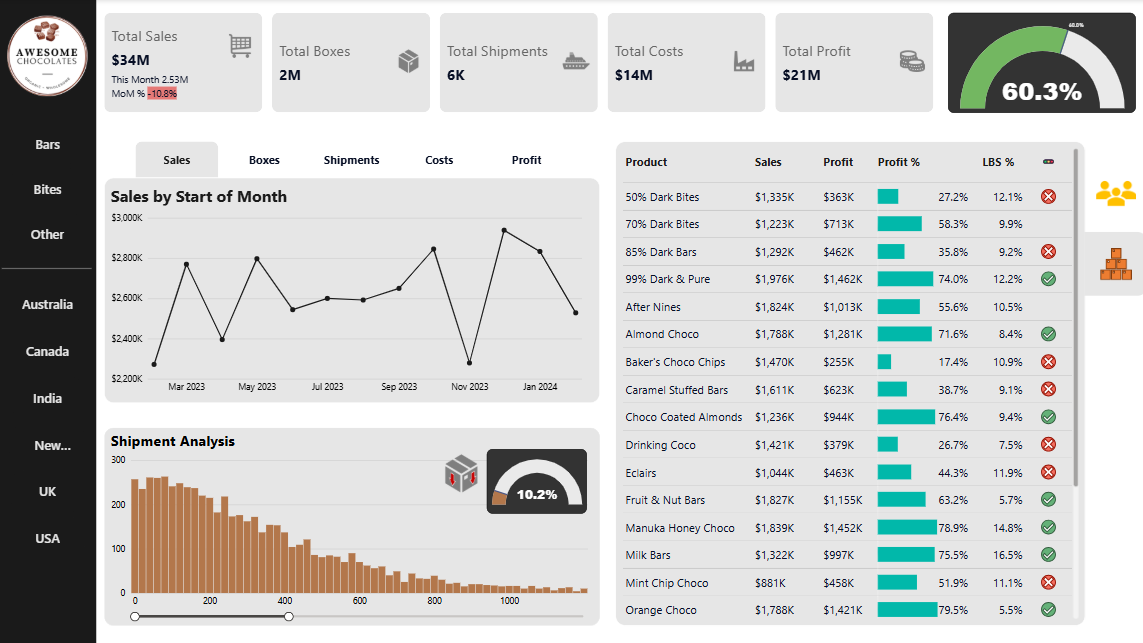 AWESOME
CHOCOLATES
Bars
Bites
Other
Australia
Canada
India
New...
UK
USA
Total Sales
$34M
This Month 2.53M
MoM % -10.8%
Total Boxes
2M
Total Shipments
6K
Total Costs
$14M
Total Profit
$21M
60.0%
60.3%
Sales Boxes Shipments Costs Profit
Sales by Start of Month
$3,000K
$2,800K
$2,600K
$2,400K
$2,200K
Mar 2023 May 2023 Jul 2023 Sep 2023 Nov 2023 Jan 2024
Shipment Analysis
300
200
100
0
0 200 400 600 800 1000
10.2%
Product Sales Profit Profit % LBS %
50% Dark Bites $1,335K $363K 27.2% 12.1%
70% Dark Bites $1,223K $713K 58.3% 9.9%
85% Dark Bars $1,292K $462K 35.8% 9.2%
99% Dark & Pure $1,976K $1,462K 74.0% 12.2%
After Nines $1,824K $1,013K 55.6% 10.5%
Almond Choco $1,788K $1,281K 71.6% 8.4%
Baker's Choco Chips $1,470K $255K 17.4% 10.9%
Caramel Stuffed Bars $1,611K $623K 38.7% 9.1%
Choco Coated Almonds $1,236K $944K 76.4% 9.4%
Drinking Coco $1,421K $379K 26.7% 7.5%
Eclairs $1,044K $463K 44.3% 11.9%
Fruit & Nut Bars $1,827K $1,155K 63.2% 5.7%
Manuka Honey Choco $1,839K $1,452K 78.9% 14.8%
Milk Bars $1,322K $997K 75.5% 16.5%
Mint Chip Choco $881K $458K 51.9% 11.1%
Orange Choco $1,788K $1,421K 79.5% 5.5%